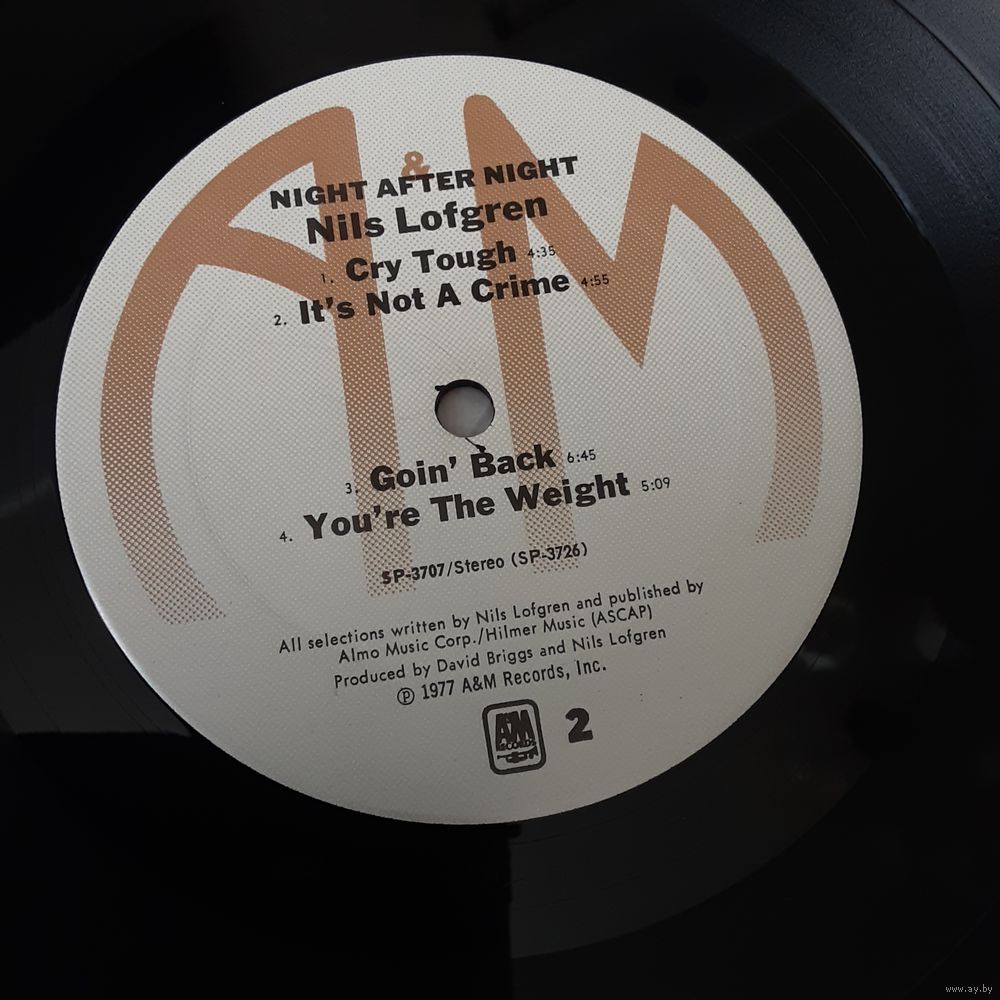 &
NIGHT AFTER NIGHT
Nils Lofgren
1. Cry Tough 4:35
2. It's Not A Crime 4:55
3. Goin' Back 6:45
4. You're The Weight 5:09
SP-3707/Stereo (SP-3726)
All selections written by Nils Lofgren and published by
Almo Music Corp./Hilmer Music (ASCAP)
Produced by David Briggs and Nils Lofgren
℗ 1977 A&M Records, Inc.
A&M
RECORDS
2
www.ay.by